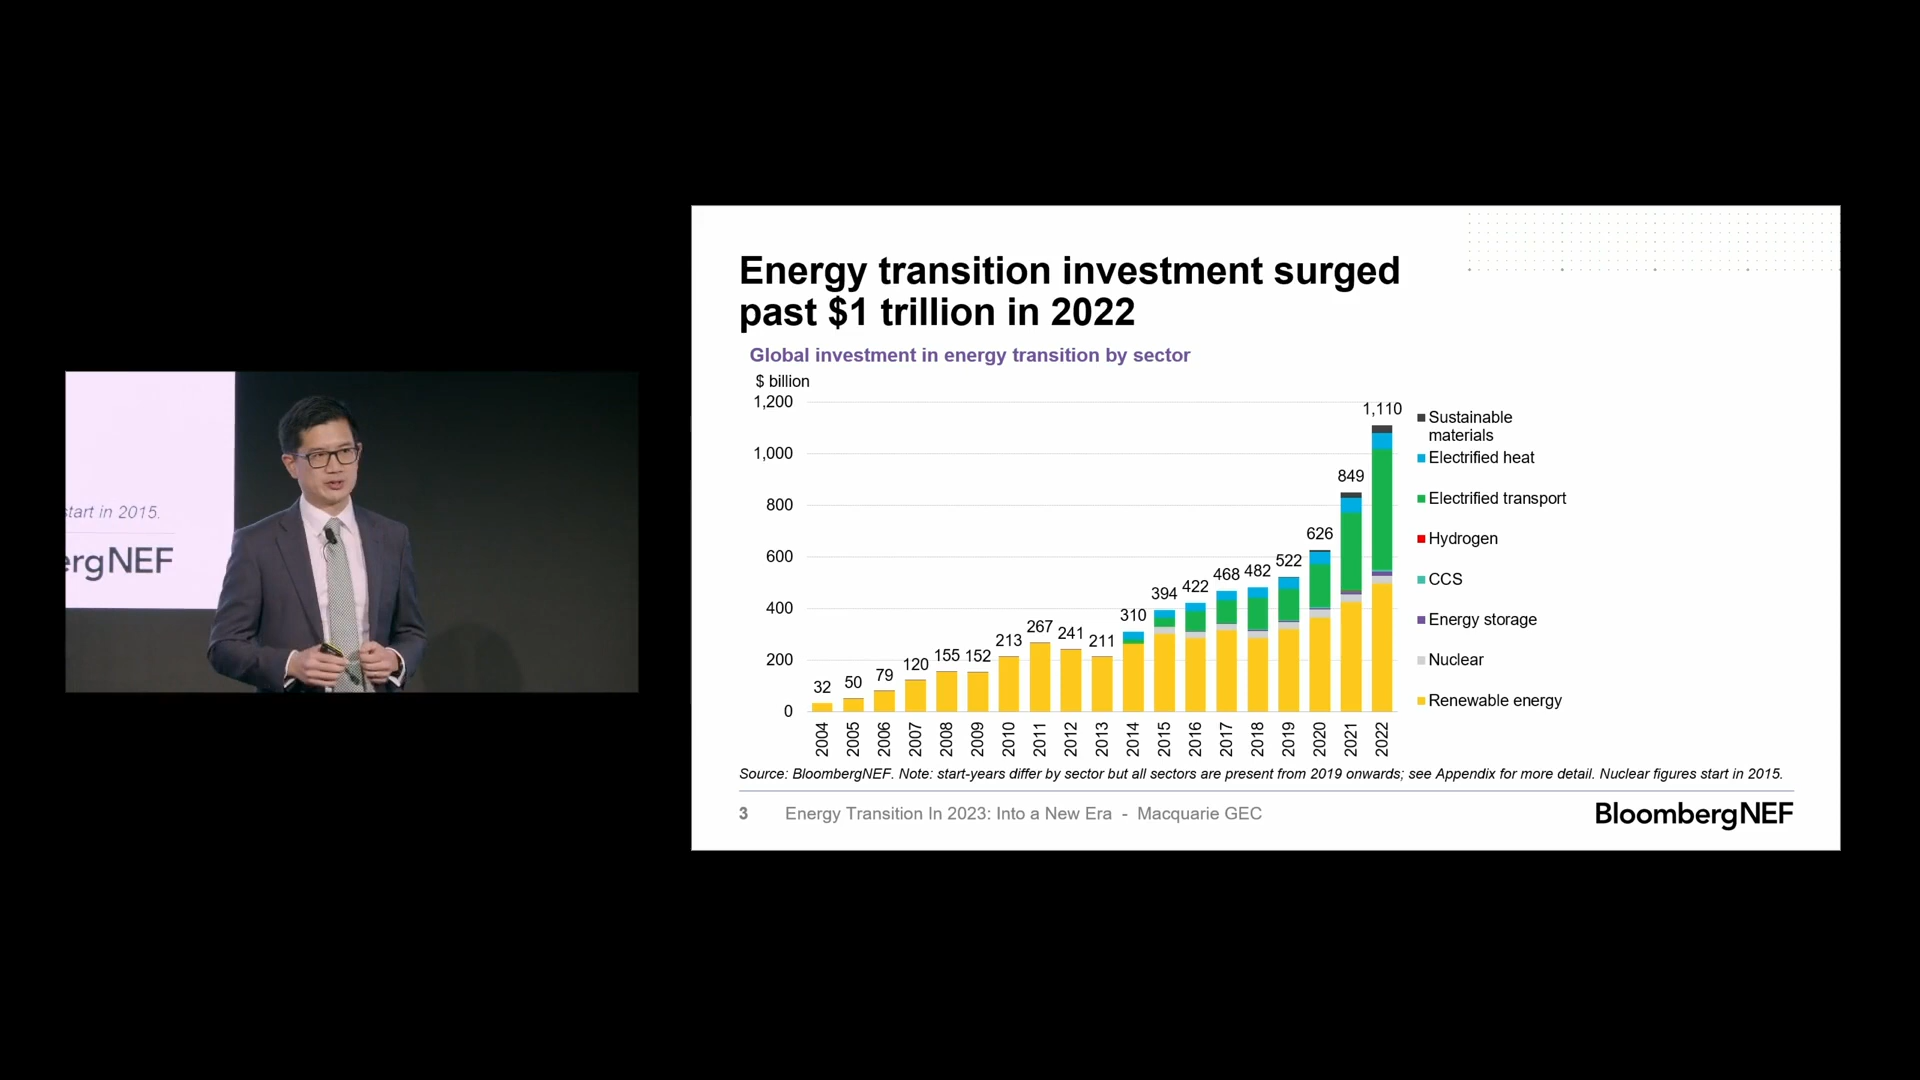 start in 2015.
ergNEF
Energy transition investment surged
past $1 trillion in 2022
Global investment in energy transition by sector
$ billion
1,200
1,000
800
600
400
200
0
32
50
79
120
155
152
213
267
241
211
310
394
422
468
482
522
626
849
1,110
2004
2005
2006
2007
2008
2009
2010
2011
2012
2013
2014
2015
2016
2017
2018
2019
2020
2021
2022
Sustainable
materials
Electrified heat
Electrified transport
Hydrogen
CCS
Energy storage
Nuclear
Renewable energy
Source: BloombergNEF. Note: start-years differ by sector but all sectors are present from 2019 onwards; see Appendix for more detail. Nuclear figures start in 2015.
3 Energy Transition In 2023: Into a New Era - Macquarie GEC
BloombergNEF